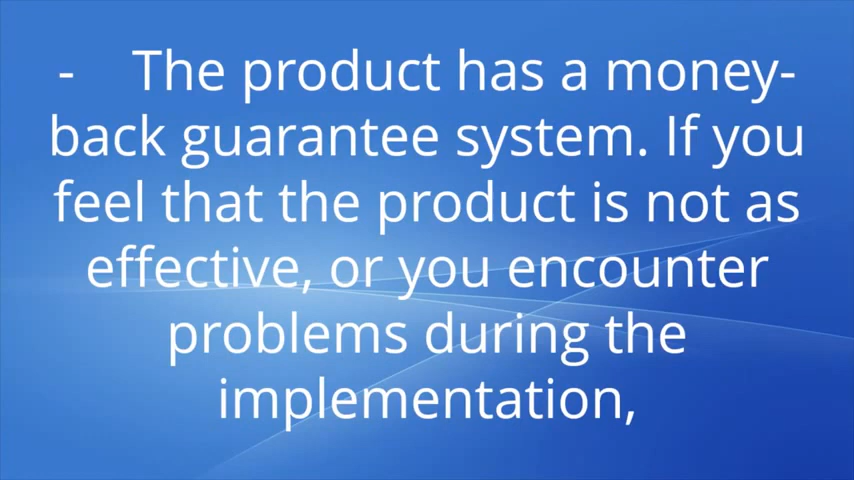 - The product has a money-
back guarantee system. If you
feel that the product is not as
effective, or you encounter
problems during the
implementation,